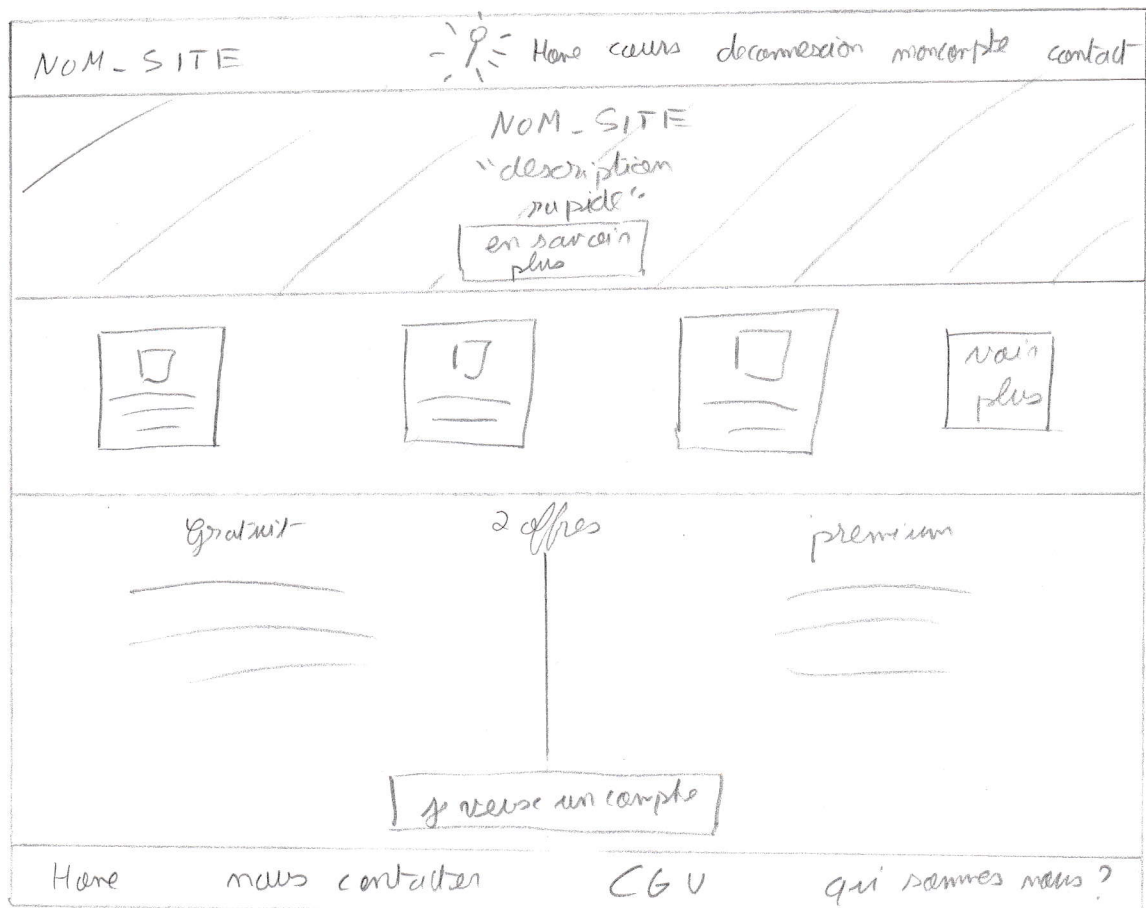 NOM_SITE Home cours deconnexion moncompte contact
NOM_SITE
"description
rapide"
en savoir
plus
voir
plus
Gratuit 2 offres premium
je veux un compte
Home nous contacter CGU qui sommes nous ?